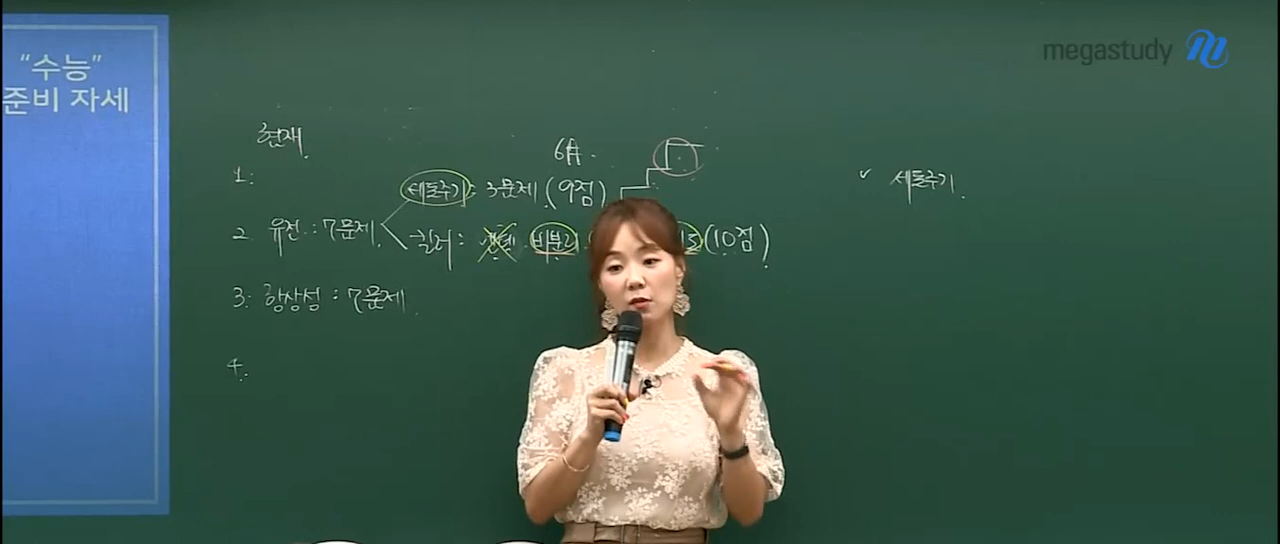 "수능"
준비 자세
megastudy
현재
1.
6月
세포주기 : 3문제 (9점)
2. 유전 : 7문제
킬러 : 비분리 (10점)
3. 항상성 : 7문제
4.
✓ 세포주기